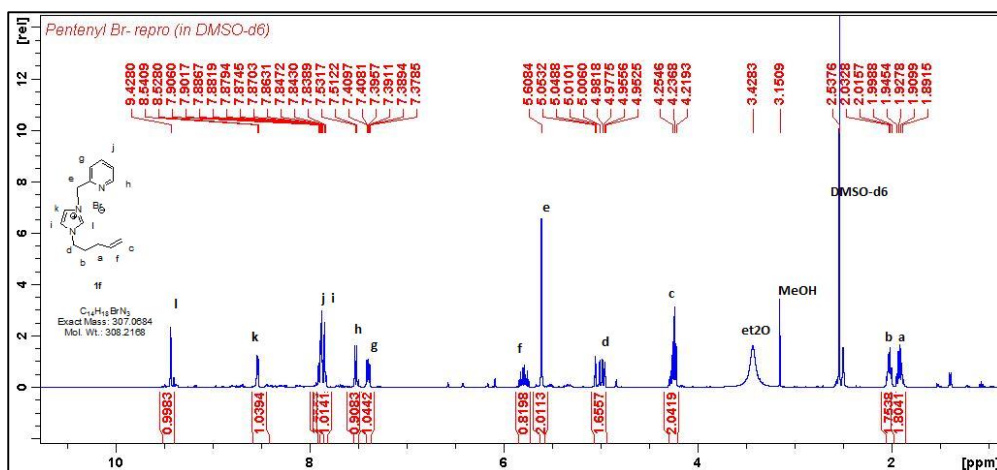 [rel]
Pentenyl Br- repro (in DMSO-d6)
9.4280
8.5409
8.5280
7.9060
7.9017
7.8867
7.8819
7.8794
7.8745
7.8703
7.8631
7.8472
7.8430
7.8389
7.5317
7.5122
7.4097
7.4081
7.3957
7.3911
7.3894
7.3785
5.6084
5.0532
5.0488
5.0101
5.0060
4.9818
4.9775
4.9556
4.9525
4.2546
4.2368
4.2193
3.4283
3.1509
2.5376
2.0328
2.0157
1.9988
1.9454
1.9278
1.9099
1.8915
12
10
8
6
4
2
0
g
j
e
N
h
k
N
Br
⊖
⊕
i
N
l
d
b
a
f
c
1f
C14H18BrN3
Exact Mass: 307.0684
Mol. Wt.: 308.2168
l
k
j i
h
g
f
e
d
c
et2O
MeOH
DMSO-d6
b
a
0.9983
1.0394
1.0141
0.9083
1.0442
0.8198
2.0113
1.6557
2.0419
1.7538
1.8041
10
8
6
4
2
[ppm]